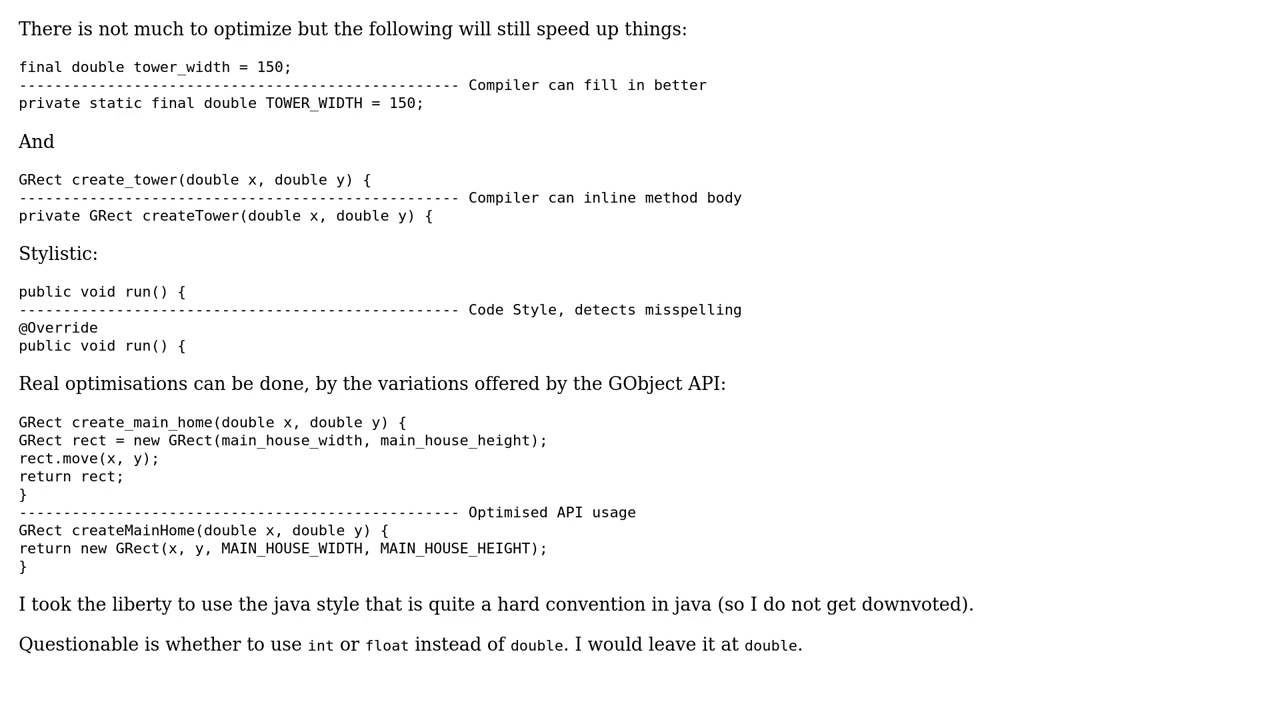 There is not much to optimize but the following will still speed up things:
final double tower_width = 150;
-------------------------------------------------- Compiler can fill in better
private static final double TOWER_WIDTH = 150;
And
GRect create_tower(double x, double y) {
-------------------------------------------------- Compiler can inline method body
private GRect createTower(double x, double y) {
Stylistic:
public void run() {
-------------------------------------------------- Code Style, detects misspelling
@Override
public void run() {
Real optimisations can be done, by the variations offered by the GObject API:
GRect create_main_home(double x, double y) {
GRect rect = new GRect(main_house_width, main_house_height);
rect.move(x, y);
return rect;
}
-------------------------------------------------- Optimised API usage
GRect createMainHome(double x, double y) {
return new GRect(x, y, MAIN_HOUSE_WIDTH, MAIN_HOUSE_HEIGHT);
}
I took the liberty to use the java style that is quite a hard convention in java (so I do not get downvoted).
Questionable is whether to use int or float instead of double. I would leave it at double.